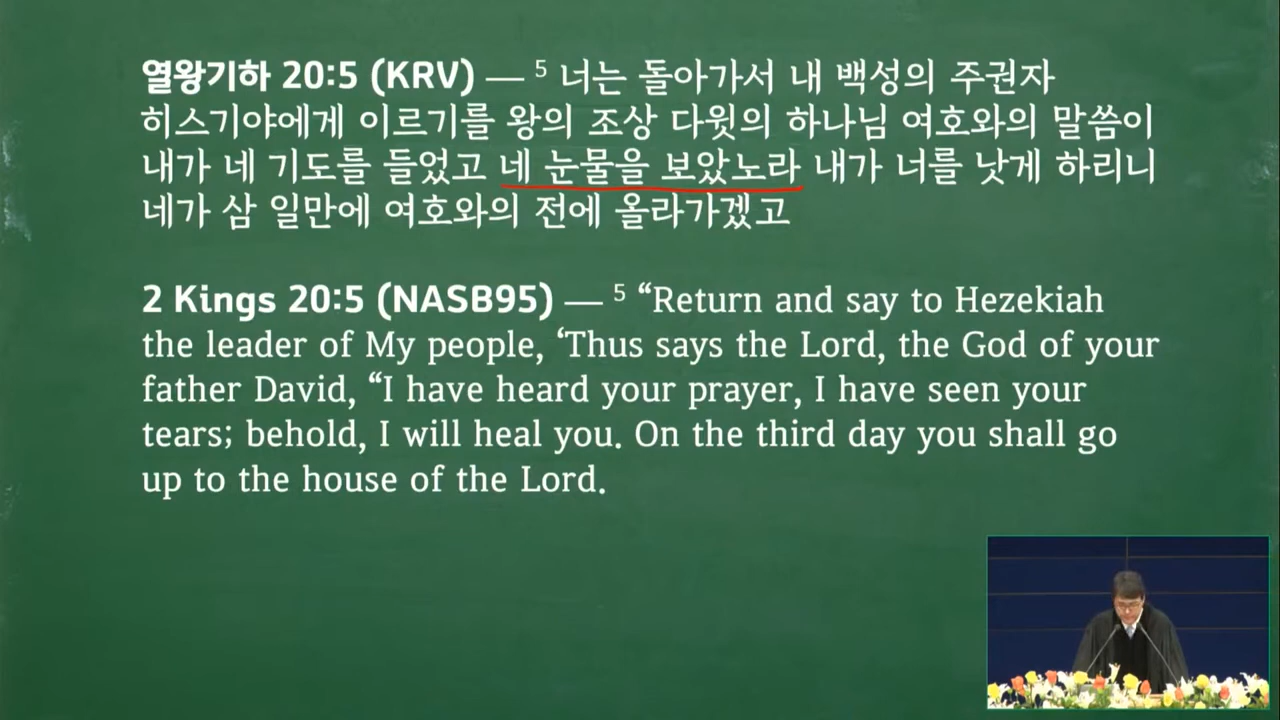 열왕기하 20:5 (KRV) — 5 너는 돌아가서 내 백성의 주권자
히스기야에게 이르기를 왕의 조상 다윗의 하나님 여호와의 말씀이
내가 네 기도를 들었고 네 눈물을 보았노라 내가 너를 낫게 하리니
네가 삼 일만에 여호와의 전에 올라가겠고
2 Kings 20:5 (NASB95) — 5 “Return and say to Hezekiah
the leader of My people, ‘Thus says the Lord, the God of your
father David, “I have heard your prayer, I have seen your
tears; behold, I will heal you. On the third day you shall go
up to the house of the Lord.